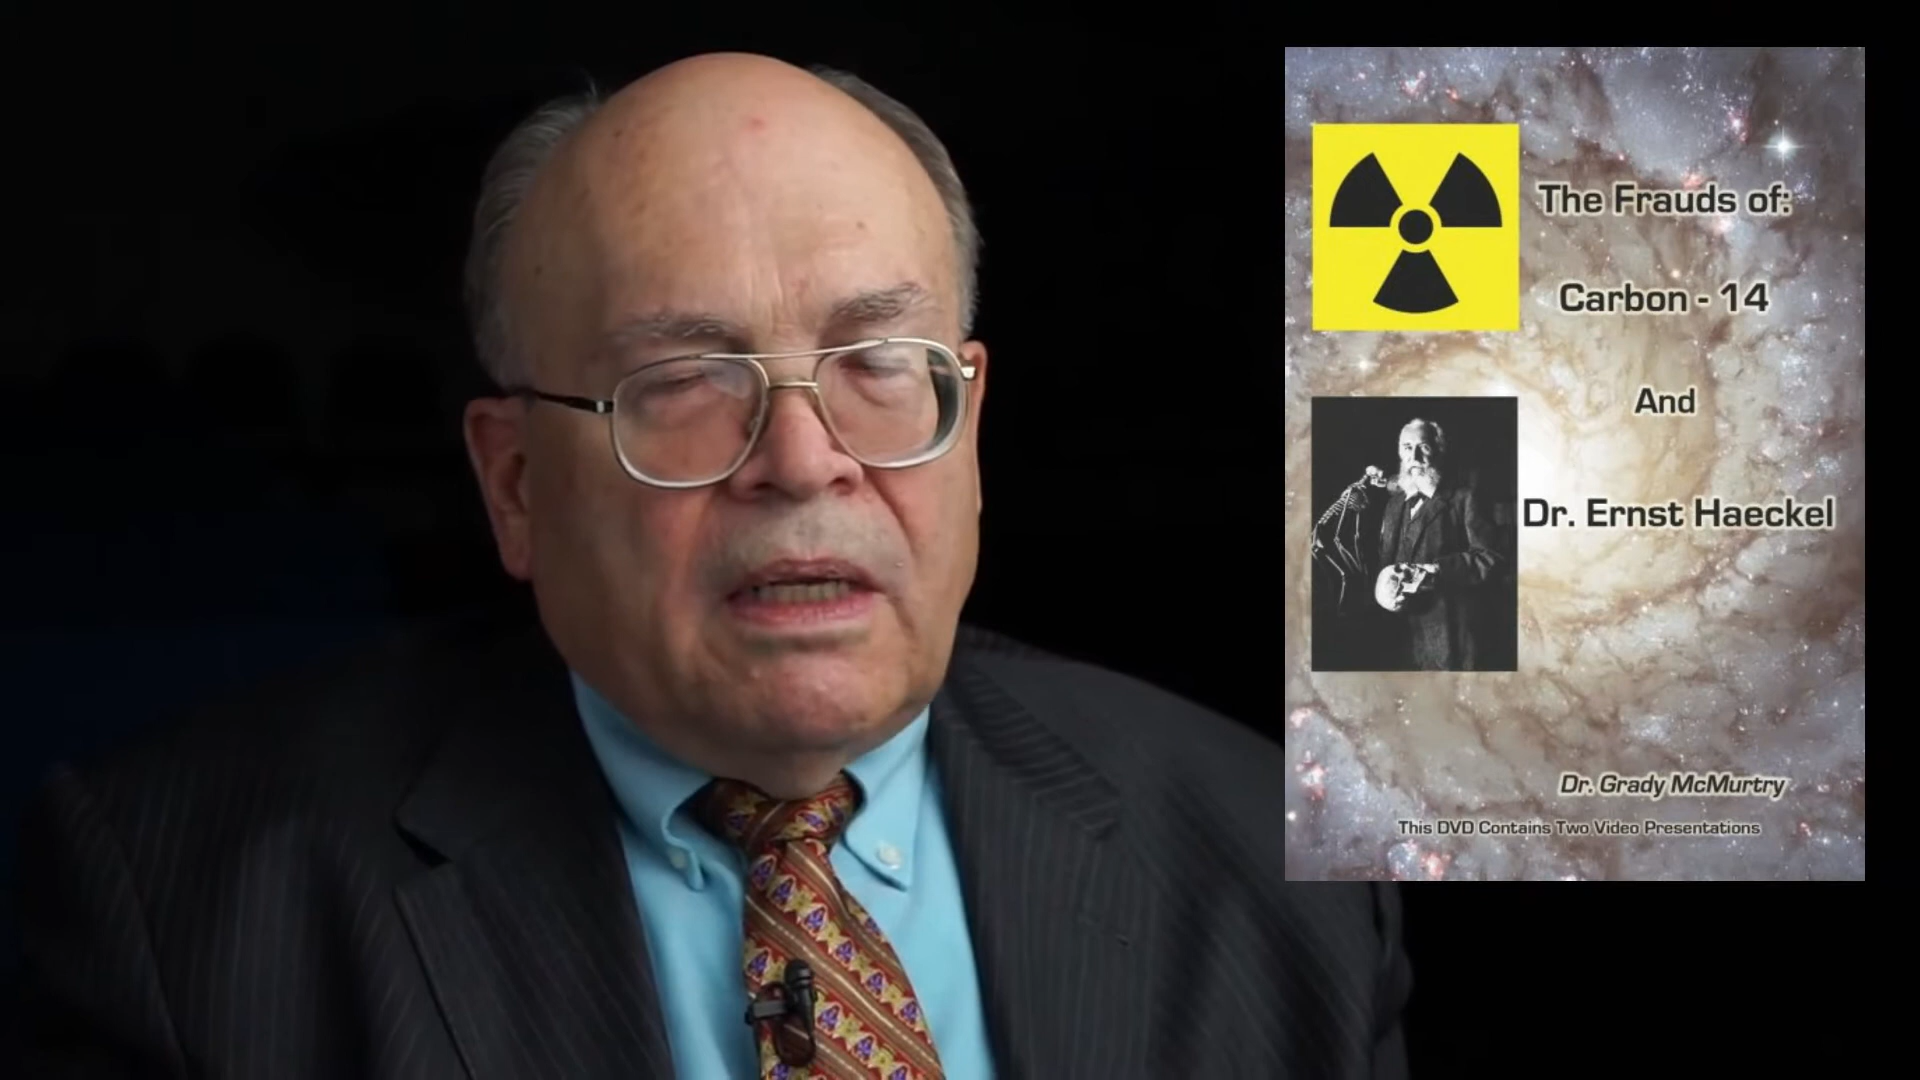 The Frauds of:
Carbon - 14
And
Dr. Ernst Haeckel
Dr. Grady McMurtry
This DVD Contains Two Video Presentations